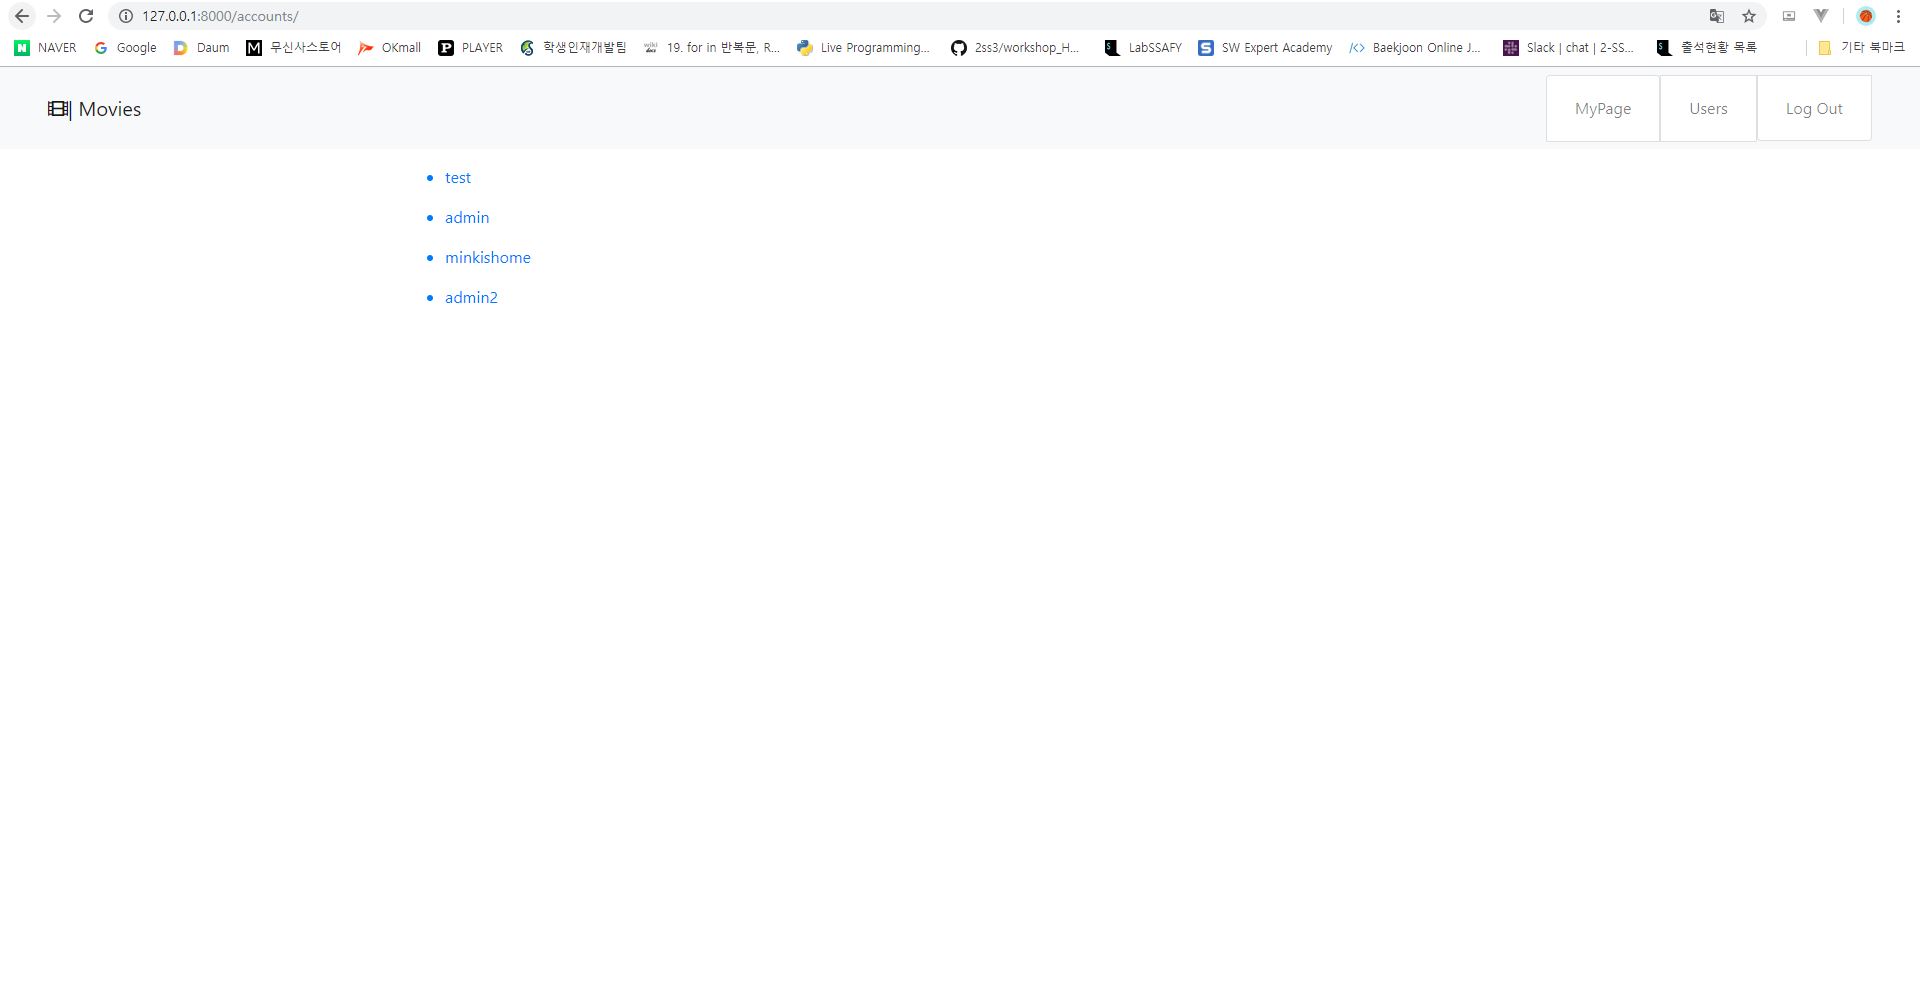 127.0.0.1:8000/accounts/
NAVER Google Daum 무신사스토어 OKmall PLAYER 학생인재개발팀 19. for in 반복문, R... Live Programming... 2ss3/workshop_H... LabSSAFY SW Expert Academy Baekjoon Online J... Slack | chat | 2-SS... 출석현황 목록 기타 북마크
| Movies MyPage Users Log Out
test
admin
minkishome
admin2